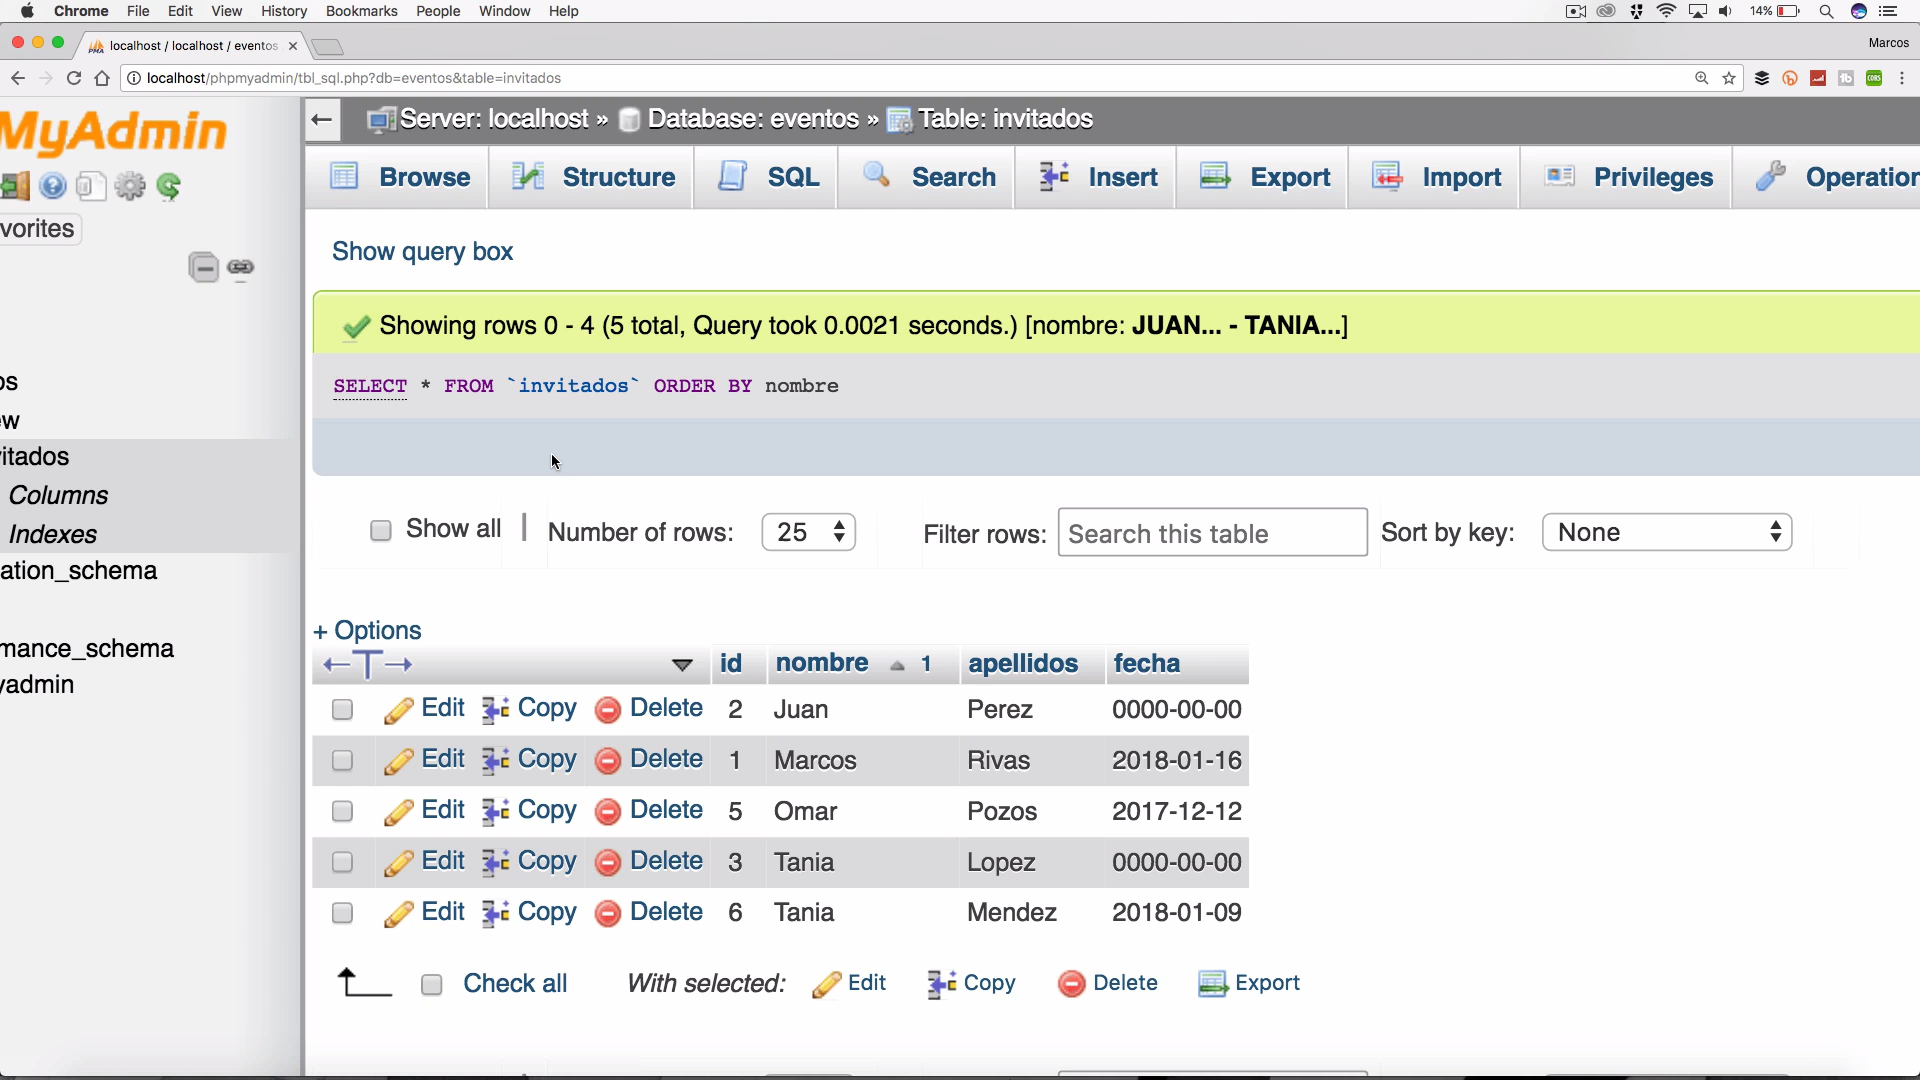 Chrome File Edit View History Bookmarks People Window Help 14%
localhost / localhost / eventos Marcos
localhost/phpmyadmin/tbl_sql.php?db=eventos&table=invitados
MyAdmin
vorites
os
ew
vitados
Columns
Indexes
ation_schema
mance_schema
yadmin
Server: localhost » Database: eventos » Table: invitados
Browse Structure SQL Search Insert Export Import Privileges Operation
Show query box
Showing rows 0 - 4 (5 total, Query took 0.0021 seconds.) [nombre: JUAN... - TANIA...]
SELECT * FROM `invitados` ORDER BY nombre
Show all | Number of rows: 25 Filter rows: Search this table Sort by key: None
+ Options
←T→ id nombre 1 apellidos fecha
Edit Copy Delete 2 Juan Perez 0000-00-00
Edit Copy Delete 1 Marcos Rivas 2018-01-16
Edit Copy Delete 5 Omar Pozos 2017-12-12
Edit Copy Delete 3 Tania Lopez 0000-00-00
Edit Copy Delete 6 Tania Mendez 2018-01-09
Check all With selected: Edit Copy Delete Export